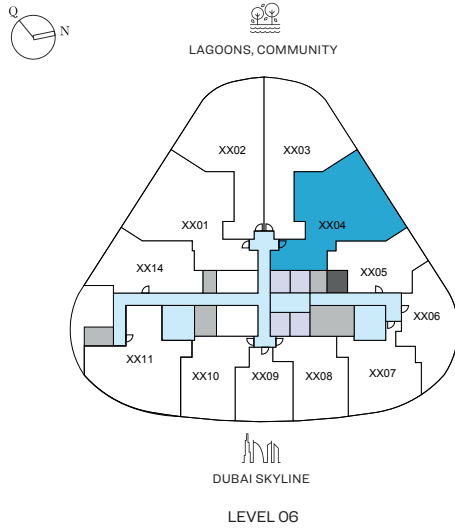 Q
N
LAGOONS, COMMUNITY
XX02
XX03
XX01
XX04
XX14
XX05
XX06
XX11
XX10
XX09
XX08
XX07
DUBAI SKYLINE
LEVEL 06